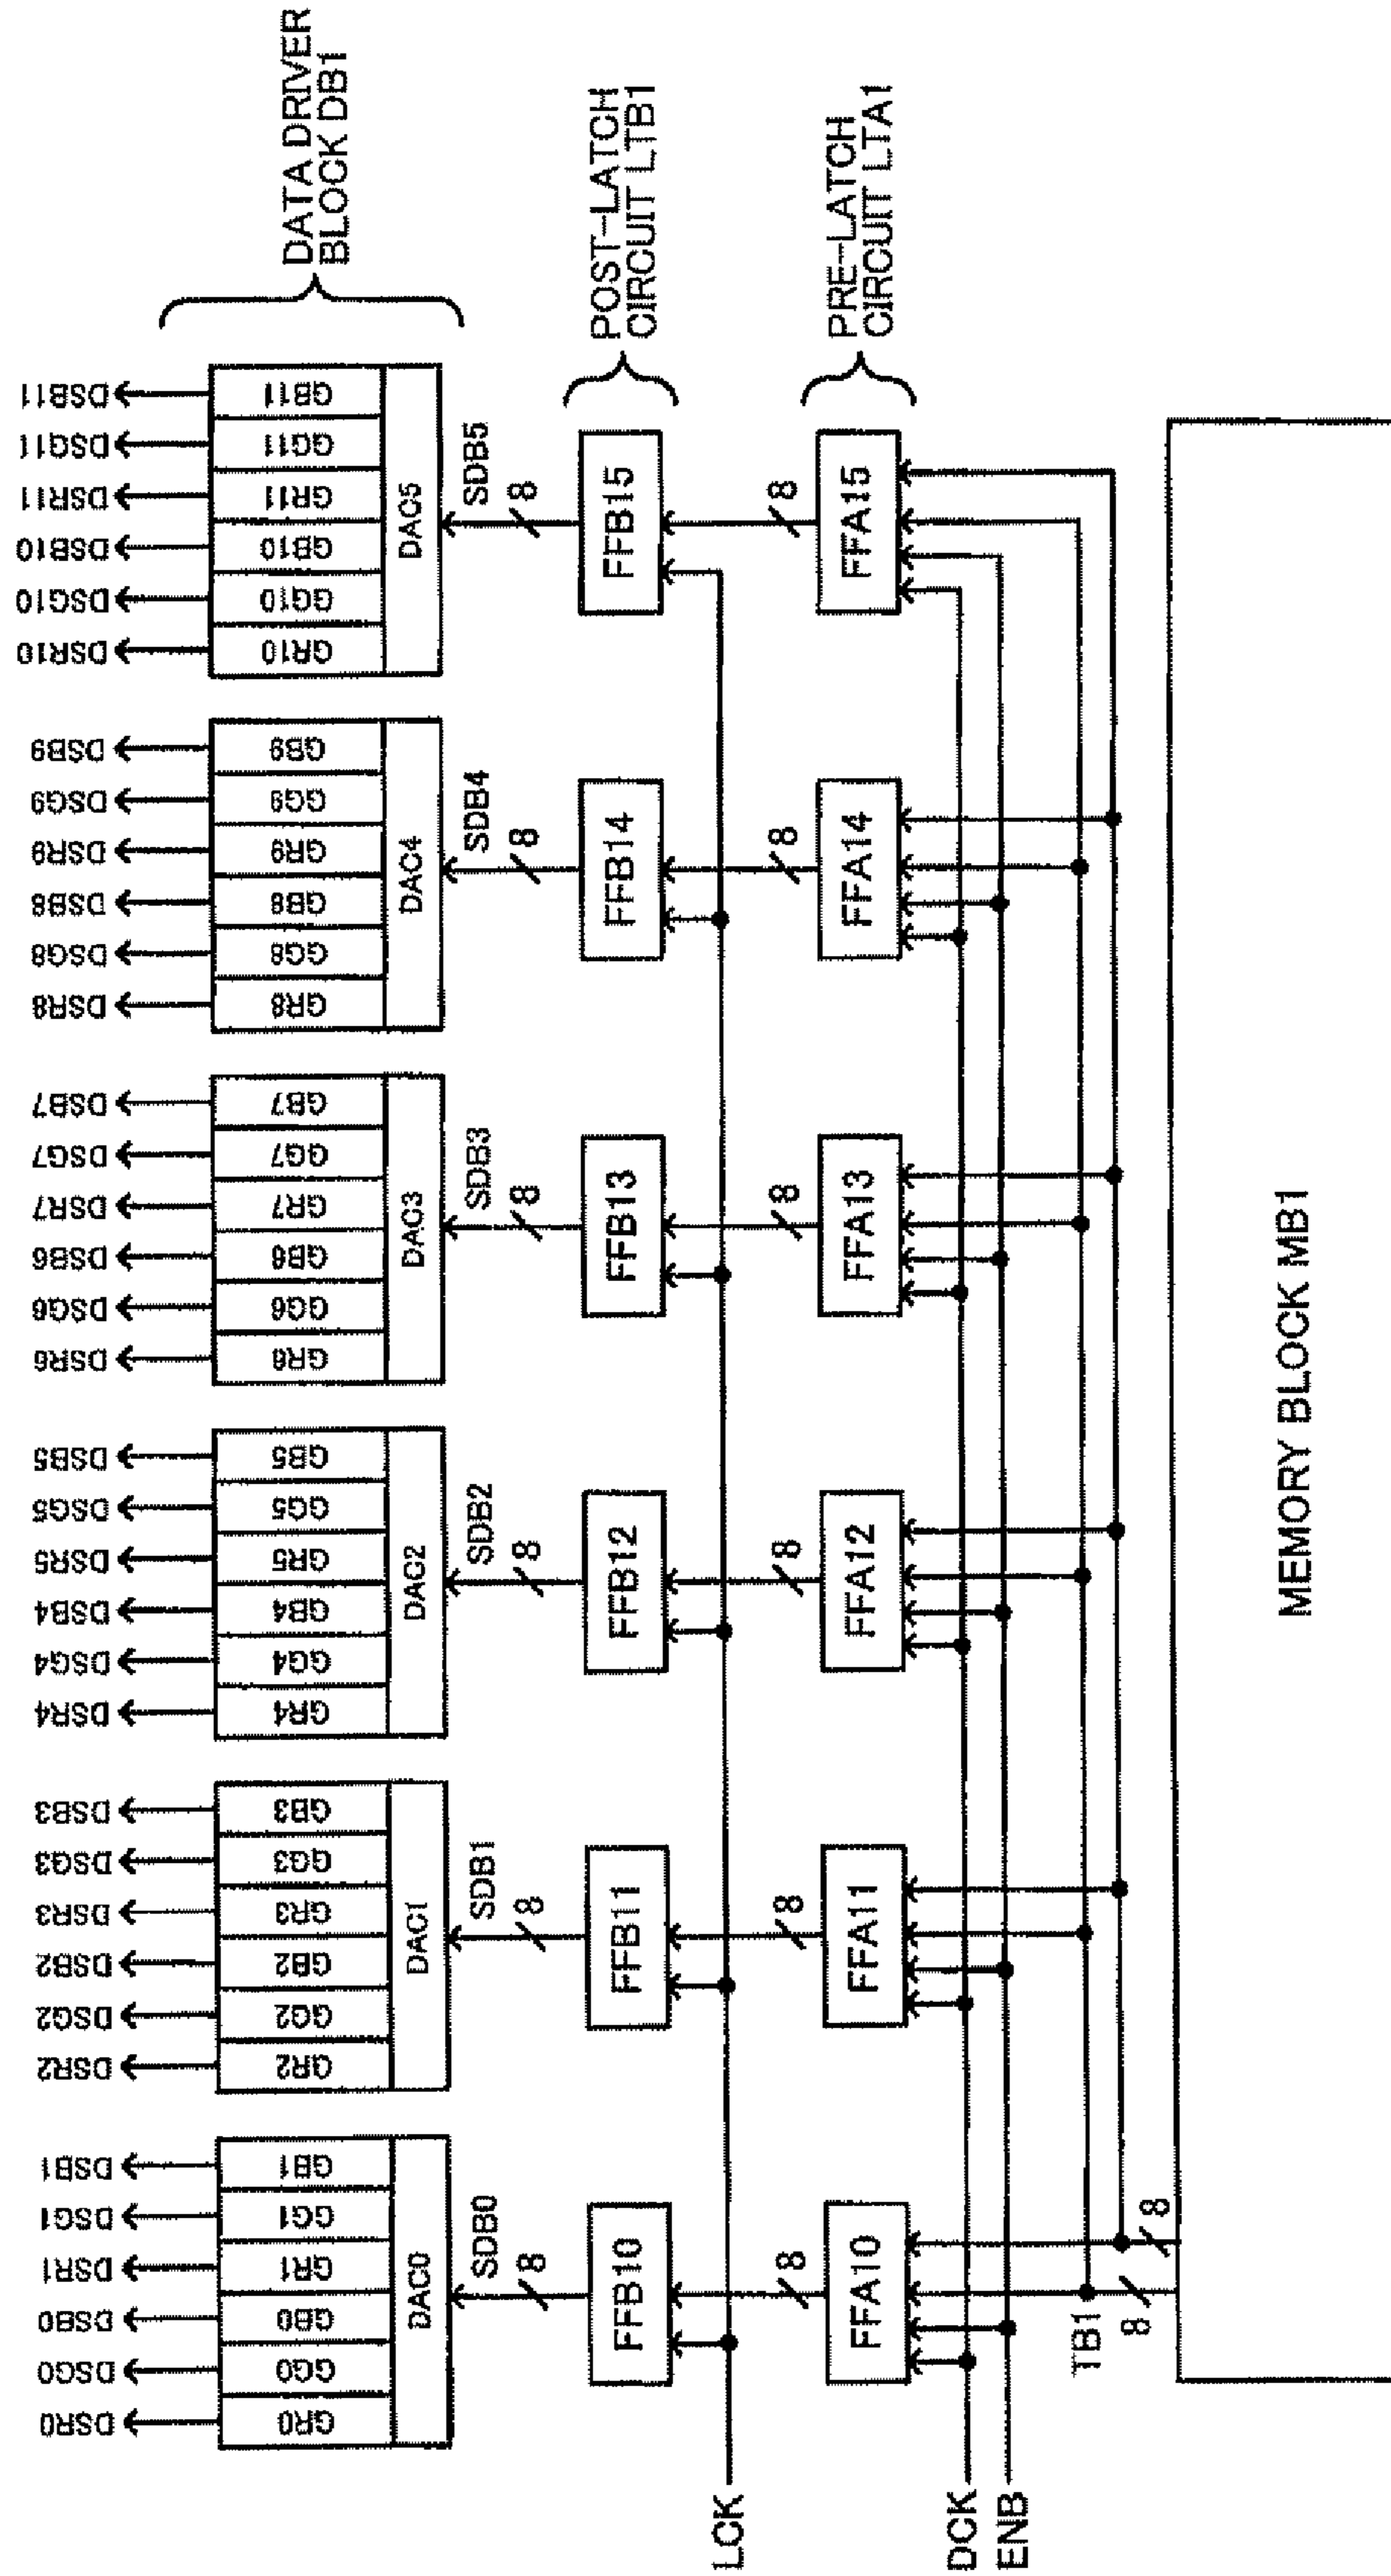 DSR0
DSG0
DSB0
DSR1
DSG1
DSB1
DSR2
DSG2
DSB2
DSR3
DSG3
DSB3
DSR4
DSG4
DSB4
DSR5
DSG5
DSB5
DSR6
DSG6
DSB6
DSR7
DSG7
DSB7
DSR8
DSG8
DSB8
DSR9
DSG9
DSB9
DSR10
DSG10
DSB10
DSR11
DSG11
DSB11
GR0
GG0
GB0
GR1
GG1
GB1
GR2
GG2
GB2
GR3
GG3
GB3
GR4
GG4
GB4
GR5
GG5
GB5
GR6
GG6
GB6
GR7
GG7
GB7
GR8
GG8
GB8
GR9
GG9
GB9
GR10
GG10
GB10
GR11
GG11
GB11
DATA DRIVER
BLOCK DB1
DAC0
DAC1
DAC2
DAC3
DAC4
DAC5
SDB0
SDB1
SDB2
SDB3
SDB4
SDB5
8
8
8
8
8
8
FFB10
FFB11
FFB12
FFB13
FFB14
FFB15
POST-LATCH
CIRCUIT LTB1
LCK
8
8
8
8
8
8
FFA10
FFA11
FFA12
FFA13
FFA14
FFA15
PRE-LATCH
CIRCUIT LTA1
DCK
ENB
TB1
8
8
MEMORY BLOCK MB1